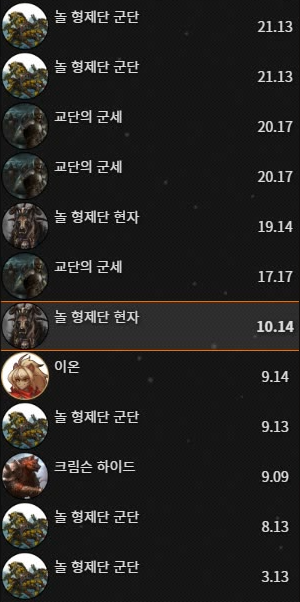 놀 형제단 군단
21.13
놀 형제단 군단
21.13
교단의 군세
20.17
교단의 군세
20.17
놀 형제단 현자
19.14
교단의 군세
17.17
놀 형제단 현자
10.14
이온
9.14
놀 형제단 군단
9.13
크림슨 하이드
9.09
놀 형제단 군단
8.13
놀 형제단 군단
3.13